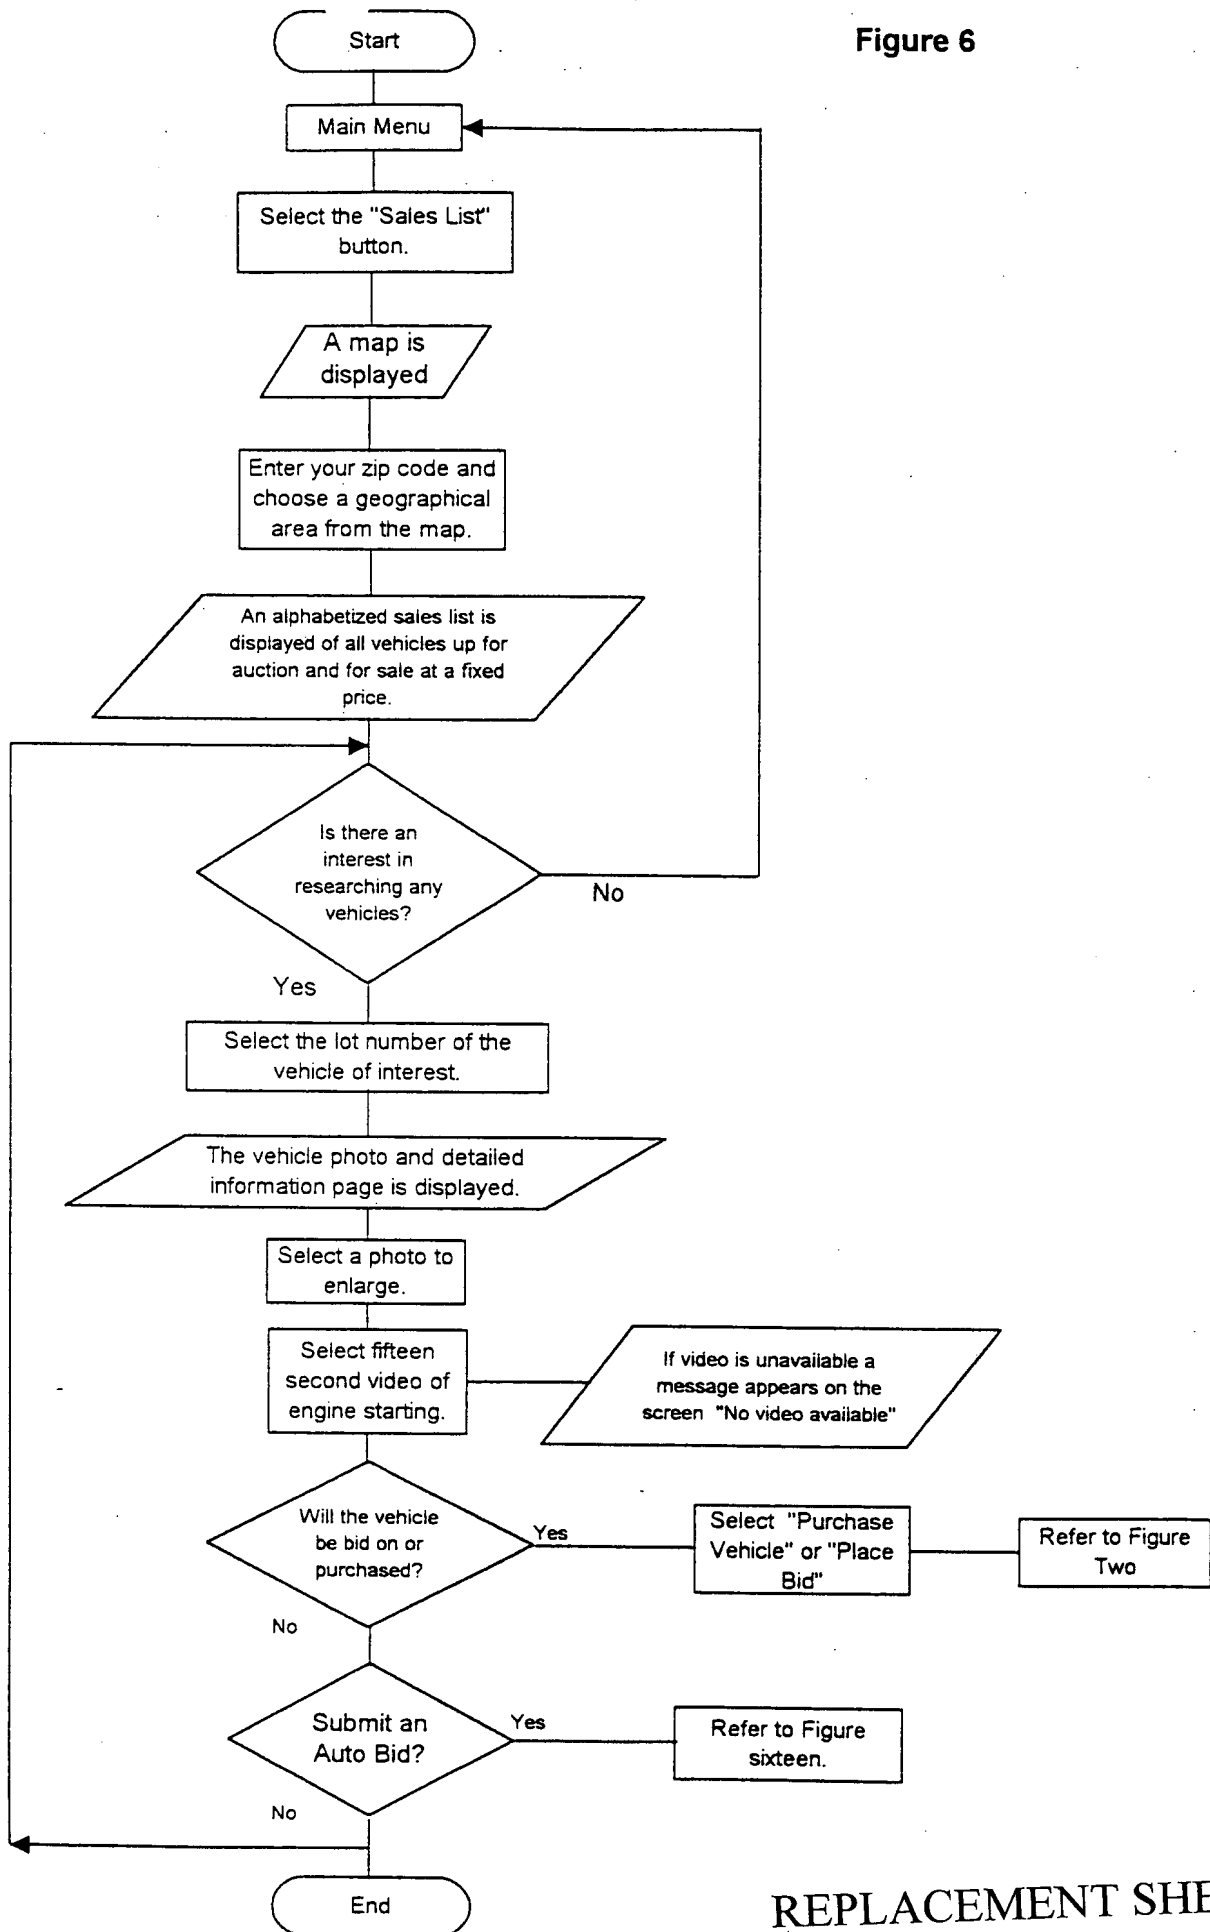 Figure 6
Start
Main Menu
Select the "Sales List"
button.
A map is
displayed
Enter your zip code and
choose a geographical
area from the map.
An alphabetized sales list is
displayed of all vehicles up for
auction and for sale at a fixed
price.
Is there an
interest in
researching any
vehicles?
No
Yes
Select the lot number of the
vehicle of interest.
The vehicle photo and detailed
information page is displayed.
Select a photo to
enlarge.
Select fifteen
second video of
engine starting.
If video is unavailable a
message appears on the
screen "No video available"
Will the vehicle
be bid on or
purchased?
Yes
Select "Purchase
Vehicle" or "Place
Bid"
Refer to Figure
Two
No
Submit an
Auto Bid?
Yes
Refer to Figure
sixteen.
No
End
REPLACEMENT SHE